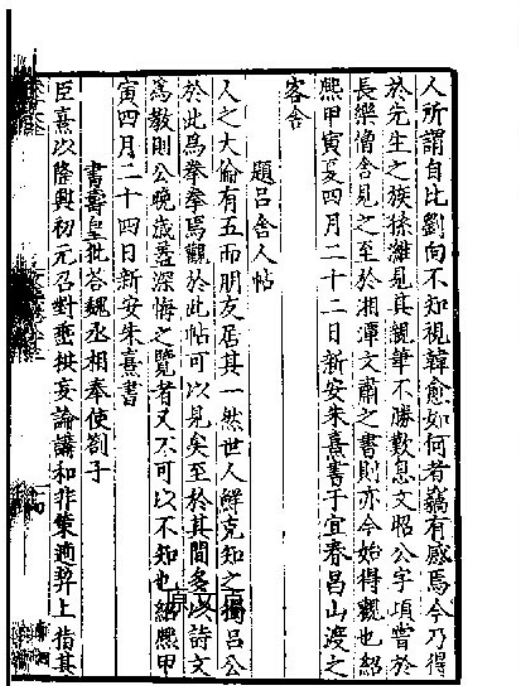 人所謂自比劉向不知視韓愈如何者竊有感焉今乃得
於先生之族孫濰見其親筆不勝歎息文昭公字項嘗於
長樂僧舍見之至於湘潭文肅之書則亦今始得觀也紹
熈甲寅夏四月二十二日新安朱熹書于宜春昌山渡之
客舍
題呂舍人帖
人之大倫有五而朋友居其一然世人鮮克知之獨呂公
於此為拳拳焉觀於此帖可以見矣至於其間多以詩文
為教則公晚歲蓋深悔之覽者又不可以不知也紹熈甲
寅四月二十四日新安朱熹書
書壽皇批答魏丞相奉使劄子
臣熹以隆興初元召對垂拱妄論講和非策適契上指其